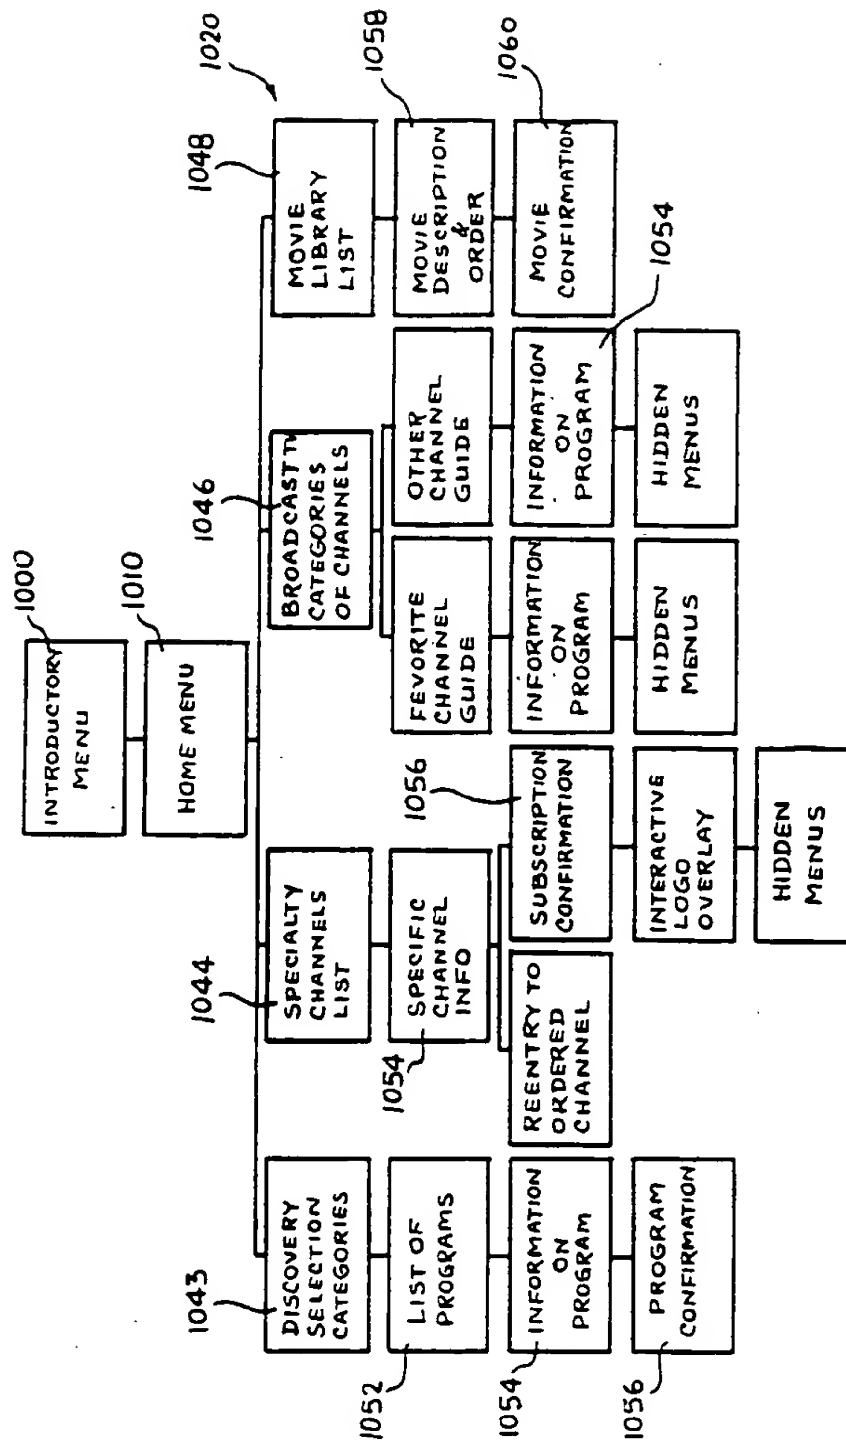 1000
INTRODUCTORY
MENU
1010
HOME MENU
1020
1043
DISCOVERY
SELECTION
CATEGORIES
1044
SPECIALTY
CHANNELS
LIST
1046
BROADCAST TV
CATEGORIES
OF CHANNELS
1048
MOVIE
LIBRARY
LIST
1052
LIST OF
PROGRAMS
1054
SPECIFIC
CHANNEL
INFO
FEVORITE
CHANNEL
GUIDE
OTHER
CHANNEL
GUIDE
1058
MOVIE
DESCRIPTION
&
ORDER
1054
INFORMATION
ON
PROGRAM
REENTRY TO
ORDERED
CHANNEL
1056
SUBSCRIPTION
CONFIRMATION
INFORMATION
ON
PROGRAM
INFORMATION
ON
PROGRAM
1054
MOVIE
CONFIRMATION
1060
1056
PROGRAM
CONFIRMATION
INTERACTIVE
LOGO
OVERLAY
HIDDEN
MENUS
HIDDEN
MENUS
HIDDEN
MENUS